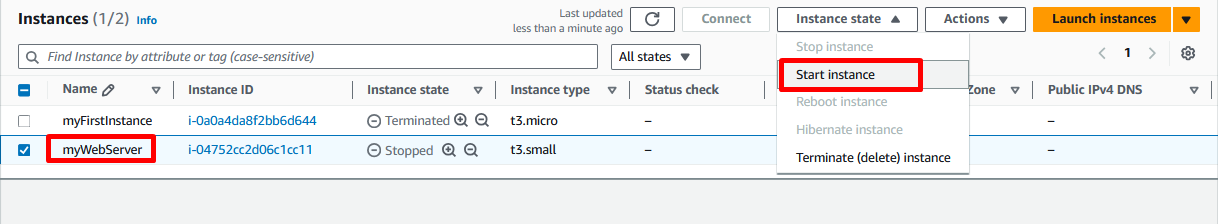 Instances (1/2) Info
Last updated
less than a minute ago
Connect
Instance state
Actions
Launch instances
Find Instance by attribute or tag (case-sensitive)
All states
1
Stop instance
Start instance
Reboot instance
Hibernate instance
Terminate (delete) instance
Name Instance ID Instance state Instance type Status check Zone Public IPv4 DNS
myFirstInstance i-0a0a4da8f2bb6d644 Terminated t3.micro – –
myWebServer i-04752cc2d06c1cc11 Stopped t3.small – –